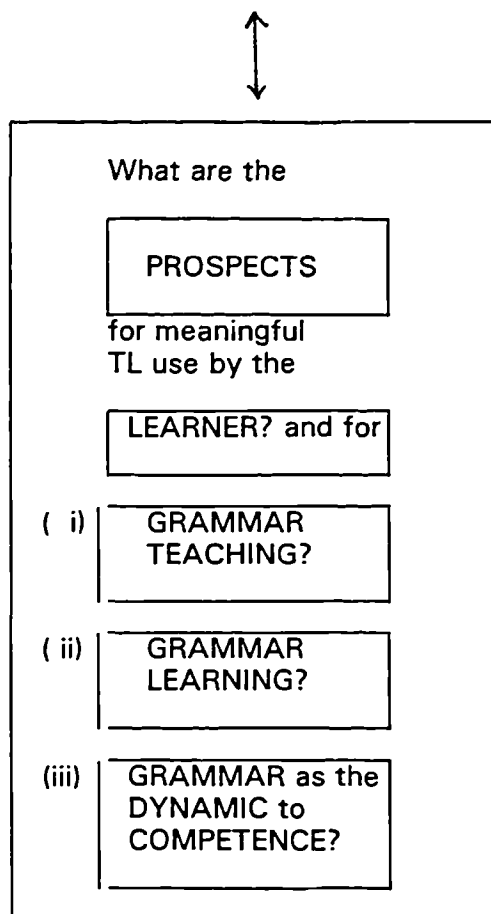 What are the
PROSPECTS
for meaningful
TL use by the
LEARNER? and for
( i) GRAMMAR
TEACHING?
( ii) GRAMMAR
LEARNING?
(iii) GRAMMAR as the
DYNAMIC to
COMPETENCE?